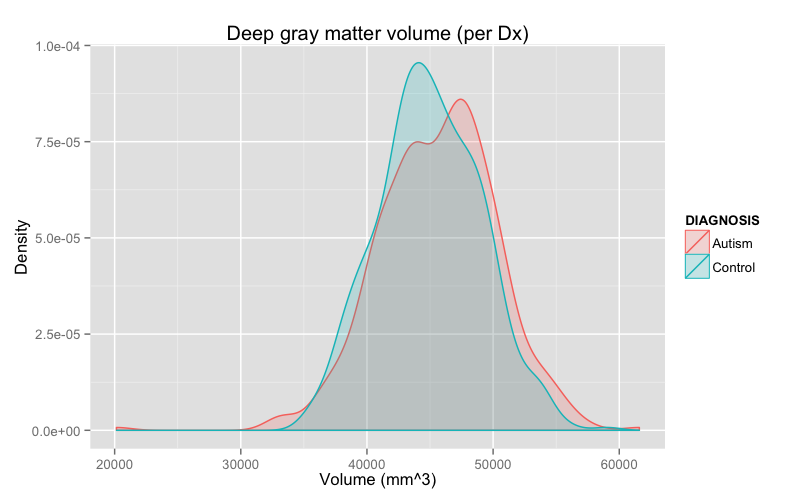 Deep gray matter volume (per Dx)
1.0e-04
7.5e-05
5.0e-05
2.5e-05
0.0e+00
Density
20000 30000 40000 50000 60000
Volume (mm^3)
DIAGNOSIS
Autism
Control